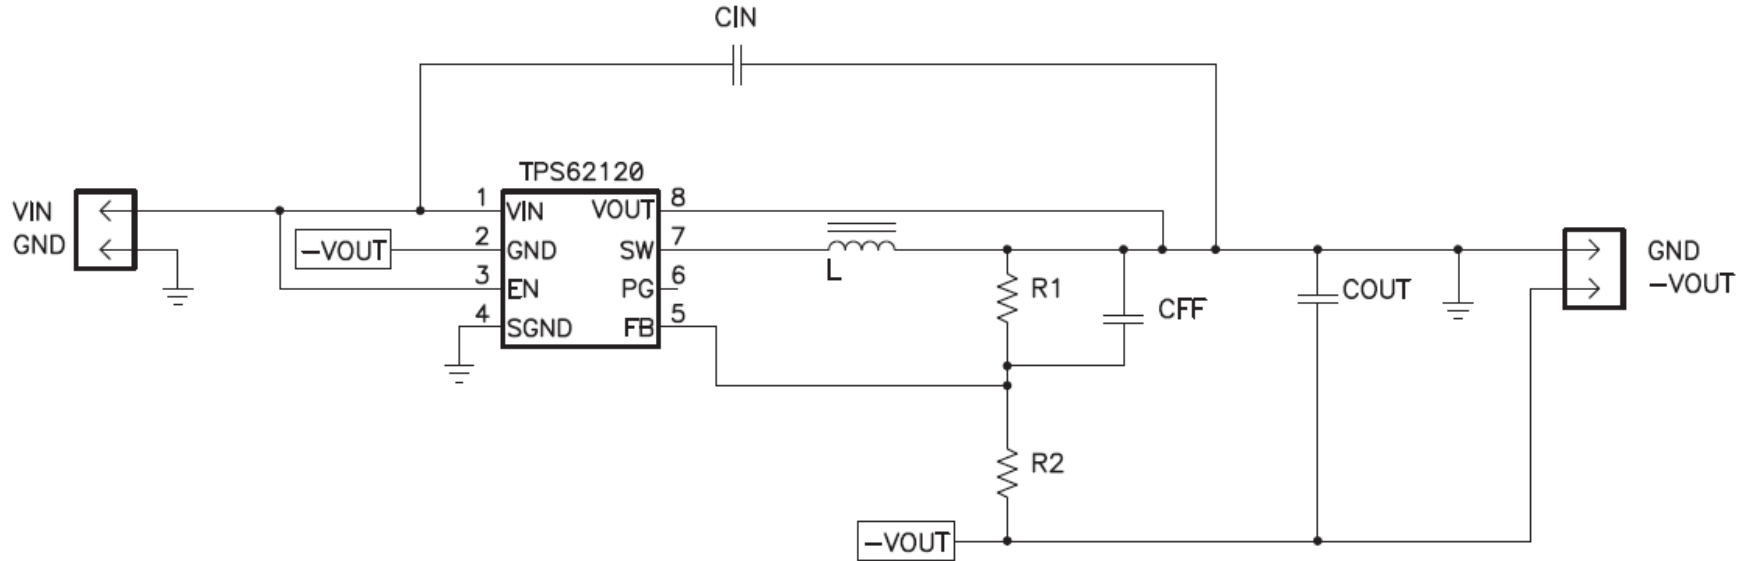 CIN
TPS62120
VIN
GND
1
2
3
4
VIN
GND
EN
SGND
VOUT
SW
PG
FB
8
7
6
5
-VOUT
L
R1
CFF
COUT
GND
-VOUT
R2
-VOUT